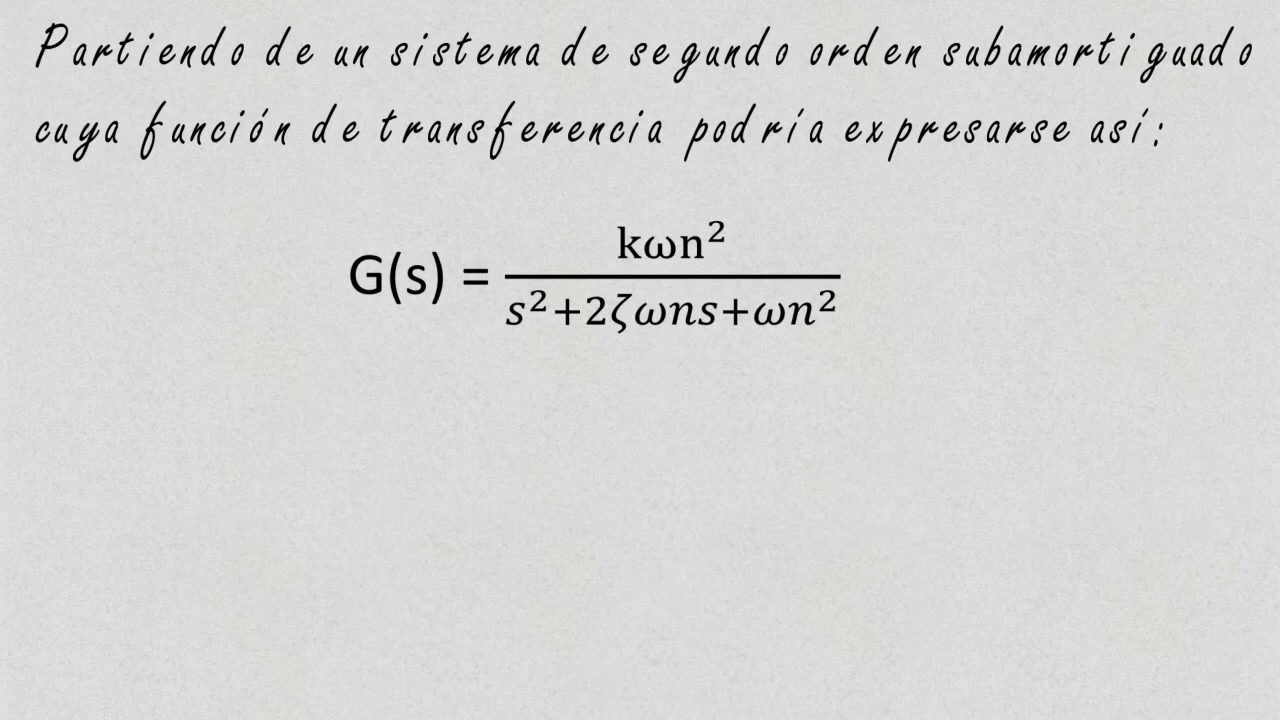 Partiendo de un sistema de segundo orden subamortiguado
cuya función de transferencia podría expresarse así:
G(s) = kωn² / s²+2ζωns+ωn²